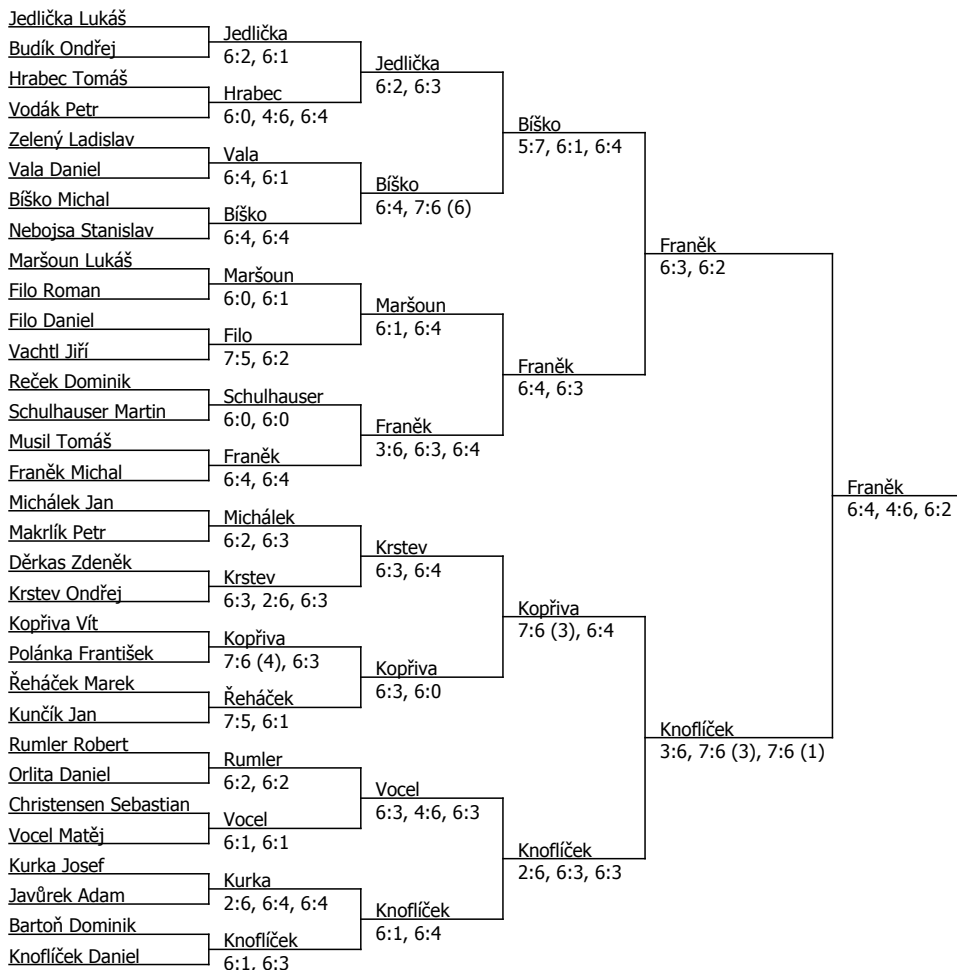 Jedlička Lukáš
Budík Ondřej
Hrabec Tomáš
Vodák Petr
Zelený Ladislav
Vala Daniel
Bíško Michal
Nebojsa Stanislav
Maršoun Lukáš
Filo Roman
Filo Daniel
Vachtl Jiří
Reček Dominik
Schulhauser Martin
Musil Tomáš
Franěk Michal
Michálek Jan
Makrlík Petr
Děrkas Zdeněk
Krstev Ondřej
Kopřiva Vít
Polánka František
Řeháček Marek
Kunčík Jan
Rumler Robert
Orlita Daniel
Christensen Sebastian
Vocel Matěj
Kurka Josef
Javůrek Adam
Bartoň Dominik
Knoflíček Daniel
Jedlička
6:2, 6:1
Hrabec
6:0, 4:6, 6:4
Vala
6:4, 6:1
Bíško
6:4, 6:4
Maršoun
6:0, 6:1
Filo
7:5, 6:2
Schulhauser
6:0, 6:0
Franěk
6:4, 6:4
Michálek
6:2, 6:3
Krstev
6:3, 2:6, 6:3
Kopřiva
7:6 (4), 6:3
Řeháček
7:5, 6:1
Rumler
6:2, 6:2
Vocel
6:1, 6:1
Kurka
2:6, 6:4, 6:4
Knoflíček
6:1, 6:3
Jedlička
6:2, 6:3
Bíško
6:4, 7:6 (6)
Maršoun
6:1, 6:4
Franěk
3:6, 6:3, 6:4
Krstev
6:3, 6:4
Kopřiva
6:3, 6:0
Vocel
6:3, 4:6, 6:3
Knoflíček
6:1, 6:4
Bíško
5:7, 6:1, 6:4
Franěk
6:4, 6:3
Kopřiva
7:6 (3), 6:4
Knoflíček
2:6, 6:3, 6:3
Franěk
6:3, 6:2
Knoflíček
3:6, 7:6 (3), 7:6 (1)
Franěk
6:4, 4:6, 6:2